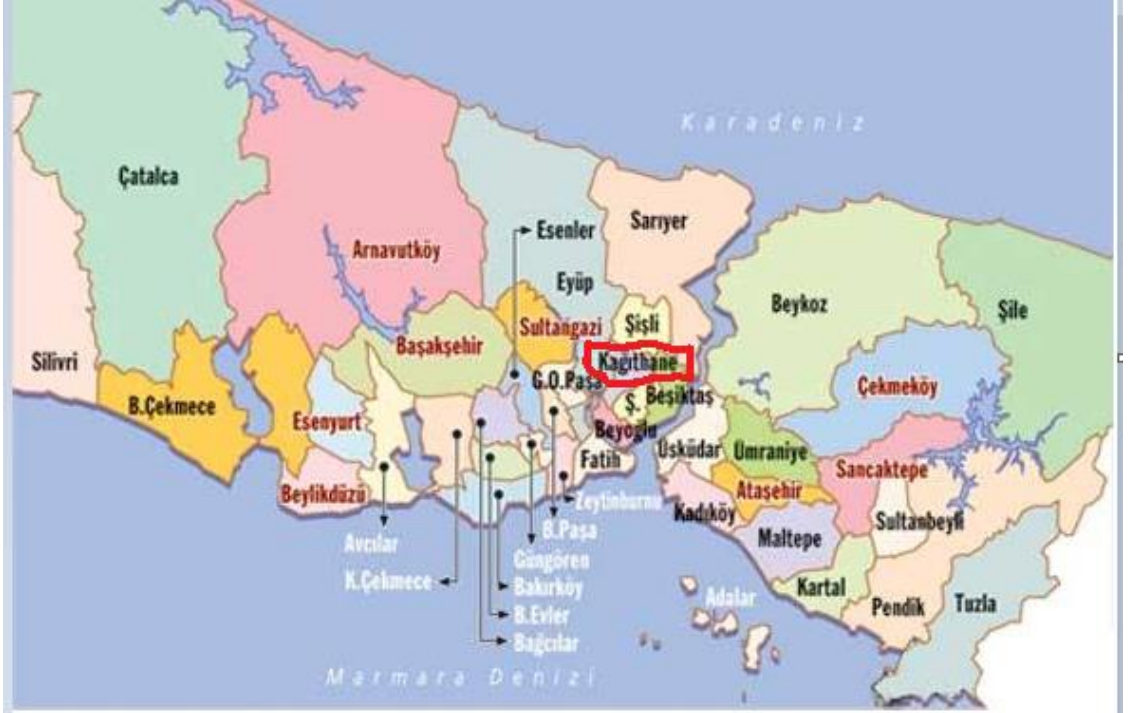 Karadeniz
Çatalca
Sarıyer
Esenler
Arnavutköy
Eyüp
Beykoz
Şile
Sultangazi
Şişli
Başakşehir
Silivri
Kağıthane
G.O.Paşa
Çekmeköy
B.Çekmece
Beşiktaş
Ş.
Esenyurt
Beyoğlu
Üsküdar
Ümraniye
Fatih
Sancaktepe
Beylikdüzü
Ataşehir
Zeytinburnu
Kadıköy
Sultanbeyli
B.Paşa
Maltepe
Avcılar
Güngören
K.Çekmece
Bakırköy
Kartal
Adalar
Pendik
Tuzla
B.Evler
Bağcılar
Marmara Denizi